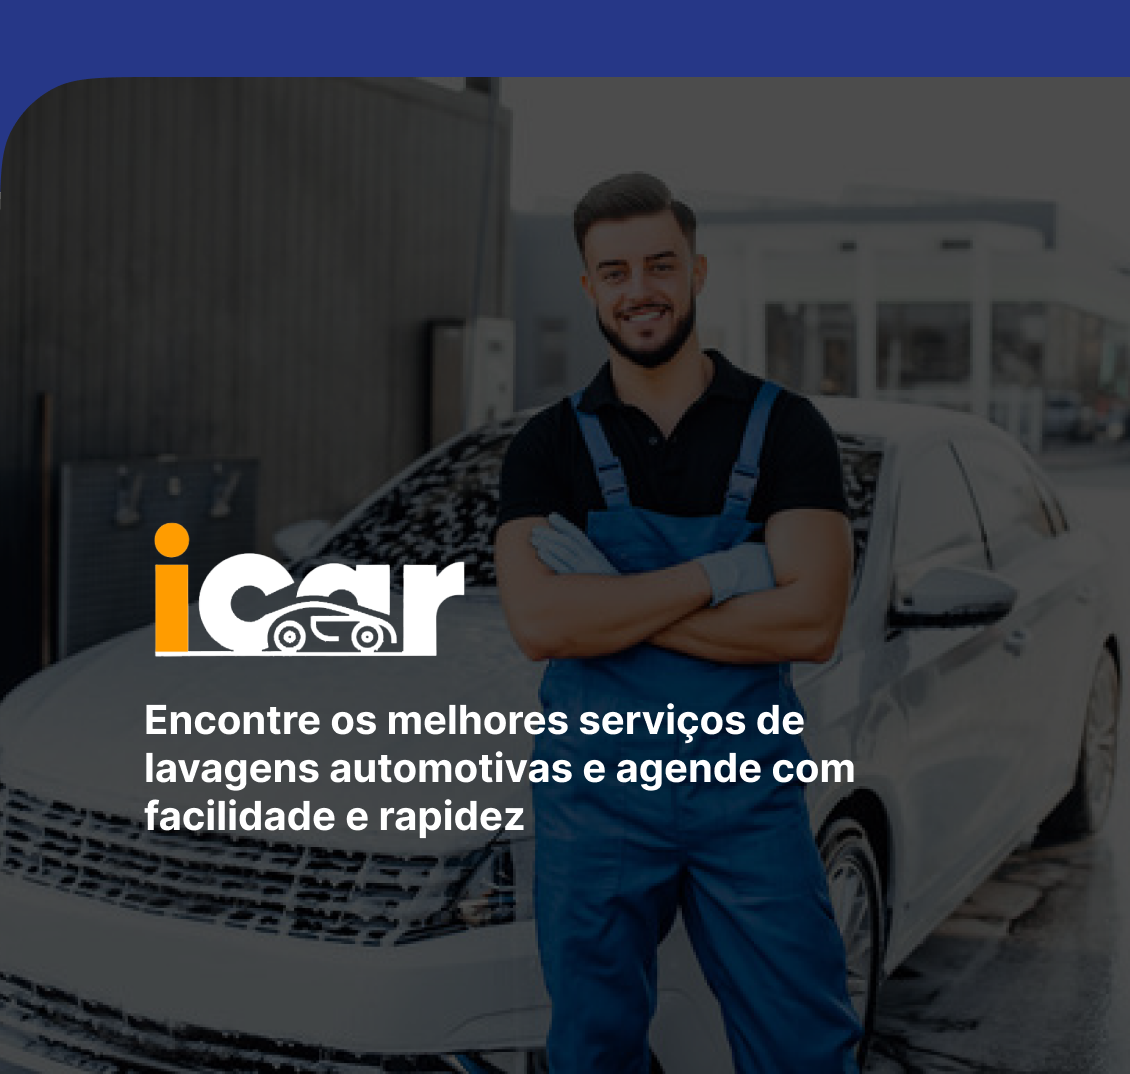 icar
Encontre os melhores serviços de
lavagens automotivas e agende com
facilidade e rapidez